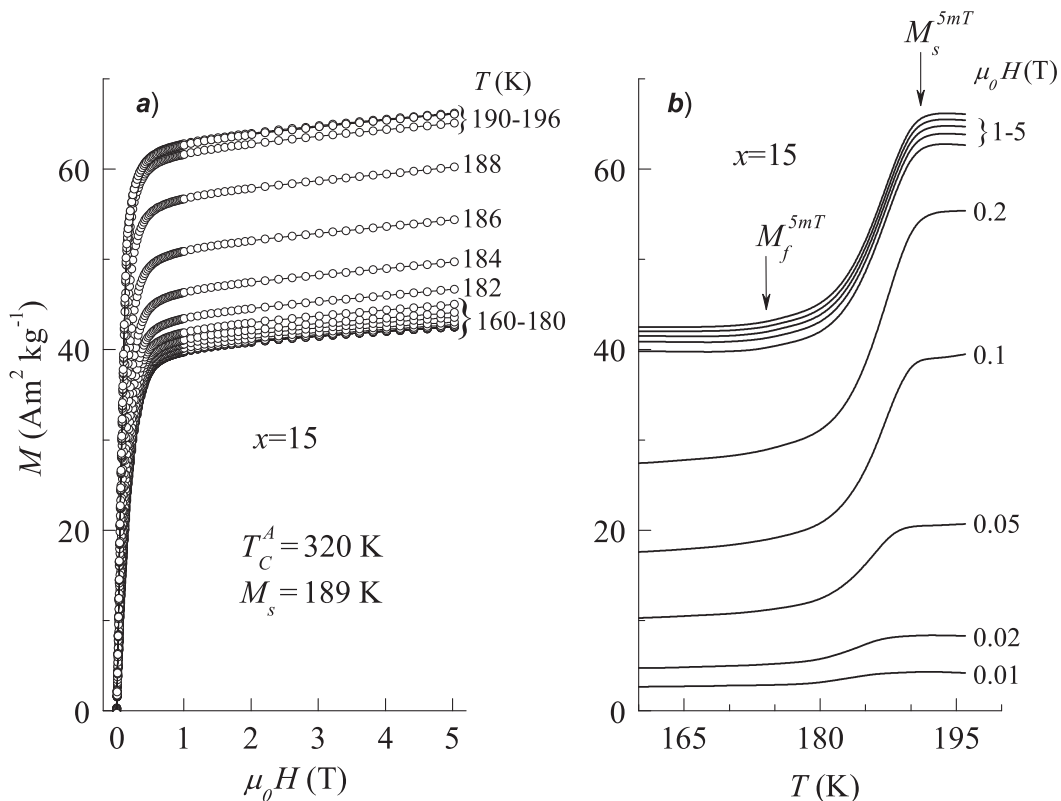 a)
T (K)
190-196
188
186
184
182
160-180
x=15
T_C^A = 320 K
M_s = 189 K
60
40
20
0
M (Am² kg⁻¹)
0 1 2 3 4 5
μ₀H (T)
b)
M_s^5mT
μ₀H (T)
1-5
x=15
M_f^5mT
0.2
0.1
0.05
0.02
0.01
60
40
20
0
165 180 195
T (K)